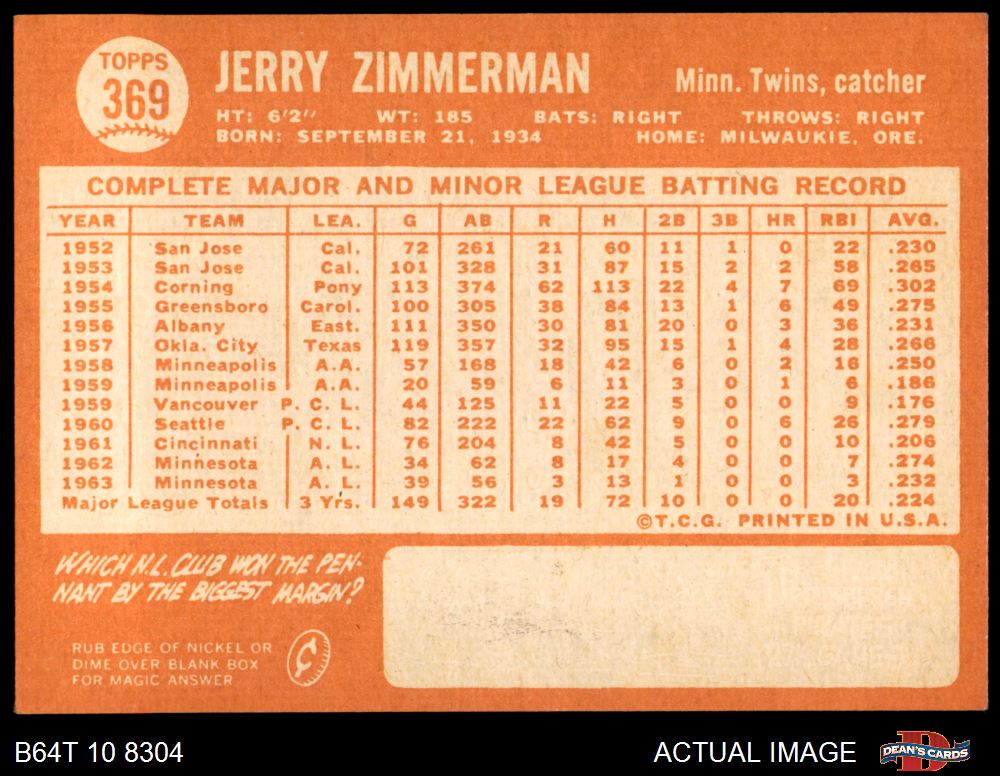 TOPPS
369
JERRY ZIMMERMAN
Minn. Twins, catcher
HT: 6'2" WT: 185 BATS: RIGHT THROWS: RIGHT
BORN: SEPTEMBER 21, 1934 HOME: MILWAUKIE, ORE.
COMPLETE MAJOR AND MINOR LEAGUE BATTING RECORD
YEAR TEAM LEA. G AB R H 2B 3B HR RBI AVG.
1952 San Jose Cal. 72 261 21 60 11 1 0 22 .230
1953 San Jose Cal. 101 328 31 87 15 2 2 58 .265
1954 Corning Pony 113 374 62 113 22 4 7 69 .302
1955 Greensboro Carol. 100 305 38 84 13 1 6 49 .275
1956 Albany East. 111 350 30 81 20 0 3 36 .231
1957 Okla. City Texas 119 357 32 95 15 1 4 28 .266
1958 Minneapolis A.A. 57 168 18 42 6 0 2 16 .250
1959 Minneapolis A.A. 20 59 6 11 3 0 1 6 .186
1959 Vancouver P. C. L. 44 125 11 22 5 0 0 9 .176
1960 Seattle P. C. L. 82 222 22 62 9 0 6 26 .279
1961 Cincinnati N. L. 76 204 8 42 5 0 0 10 .206
1962 Minnesota A. L. 34 62 8 17 4 0 0 7 .274
1963 Minnesota A. L. 39 56 3 13 1 0 0 3 .232
Major League Totals 3 Yrs. 149 322 19 72 10 0 0 20 .224
©T.C.G. PRINTED IN U.S.A.
WHICH N.L. CLUB WON THE PEN-
NANT BY THE BIGGEST MARGIN?
RUB EDGE OF NICKEL OR
DIME OVER BLANK BOX
FOR MAGIC ANSWER
¢
B64T 10 8304
ACTUAL IMAGE
DEAN'S CARDS